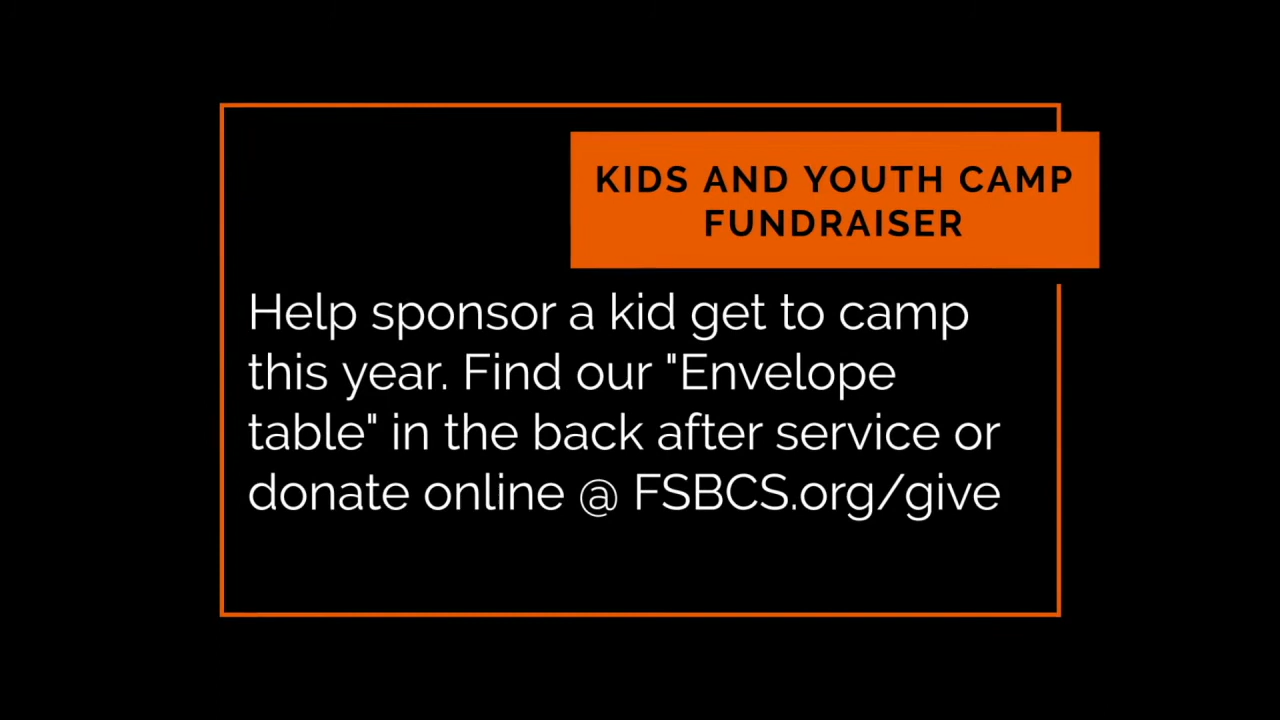 KIDS AND YOUTH CAMP
FUNDRAISER
Help sponsor a kid get to camp
this year. Find our "Envelope
table" in the back after service or
donate online @ FSBCS.org/give